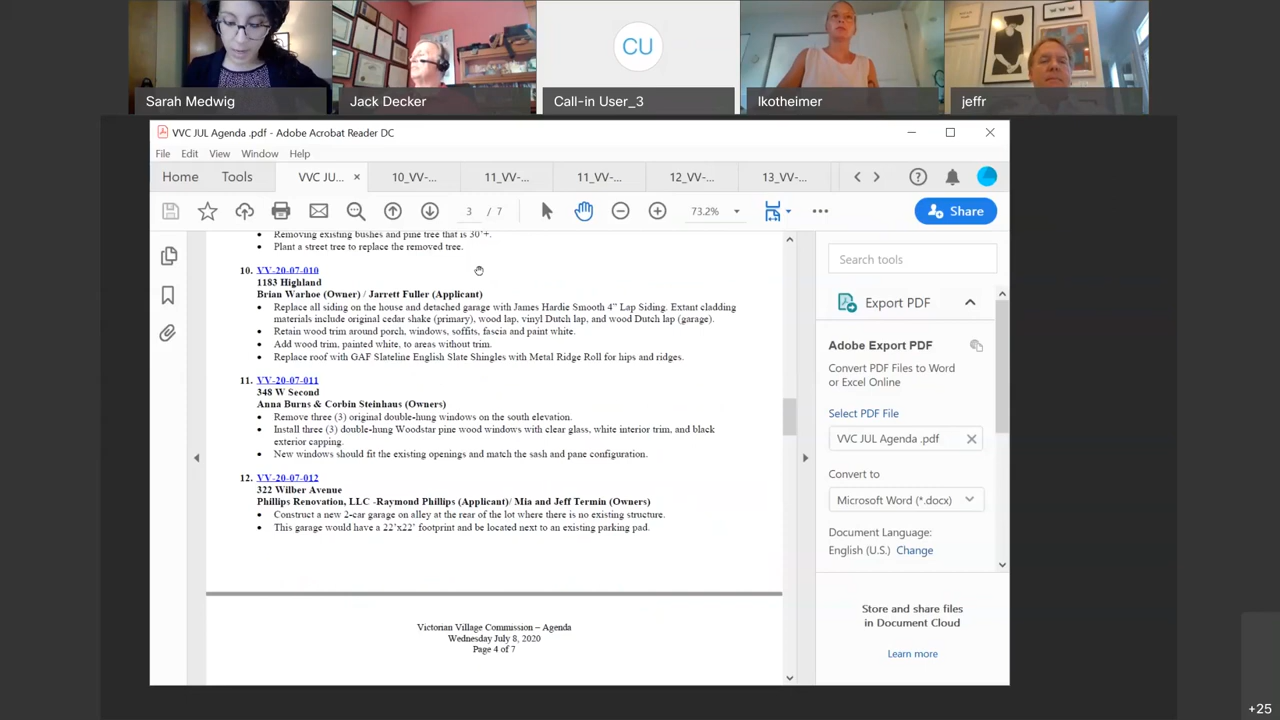 CU
Sarah Medwig
Jack Decker
Call-in User_3
lkotheimer
jeffr
VVC JUL Agenda .pdf - Adobe Acrobat Reader DC
File Edit View Window Help
Home Tools VVC JU... × 10_VV-... 11_VV-... 11_VV-... 12_VV-... 13_VV-...
3 / 7 73.2% ••• Share
Removing existing bushes and pine tree that is 30'+.
• Plant a street tree to replace the removed tree.
10. VV-20-07-010
1183 Highland
Brian Warhoe (Owner) / Jarrett Fuller (Applicant)
• Replace all siding on the house and detached garage with James Hardie Smooth 4" Lap Siding. Extant cladding
materials include original cedar shake (primary), wood lap, vinyl Dutch lap, and wood Dutch lap (garage).
• Retain wood trim around porch, windows, soffits, fascia and paint white.
• Add wood trim, painted white, to areas without trim.
• Replace roof with GAF Slateline English Slate Shingles with Metal Ridge Roll for hips and ridges.
11. VV-20-07-011
348 W Second
Anna Burns & Corbin Steinhaus (Owners)
• Remove three (3) original double-hung windows on the south elevation.
• Install three (3) double-hung Woodstar pine wood windows with clear glass, white interior trim, and black
exterior capping.
• New windows should fit the existing openings and match the sash and pane configuration.
12. VV-20-07-012
322 Wilber Avenue
Phillips Renovation, LLC -Raymond Phillips (Applicant)/ Mia and Jeff Termin (Owners)
• Construct a new 2-car garage on alley at the rear of the lot where there is no existing structure.
• This garage would have a 22'x22' footprint and be located next to an existing parking pad.
Victorian Village Commission – Agenda
Wednesday July 8, 2020
Page 4 of 7
Search tools
Export PDF
Adobe Export PDF
Convert PDF Files to Word
or Excel Online
Select PDF File
VVC JUL Agenda .pdf
Convert to
Microsoft Word (*.docx)
Document Language:
English (U.S.) Change
Store and share files
in Document Cloud
Learn more
+25